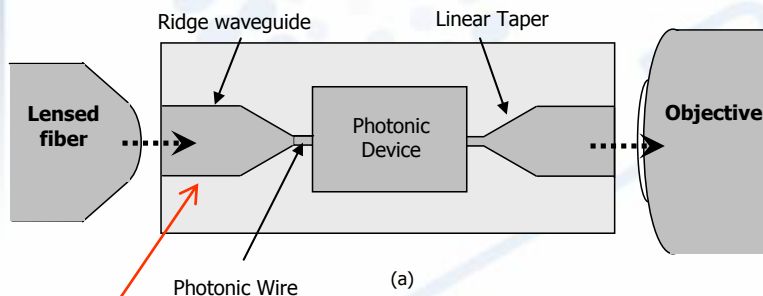 Ridge waveguide
Linear Taper
Lensed
fiber
Photonic
Device
Objective
Photonic Wire
(a)